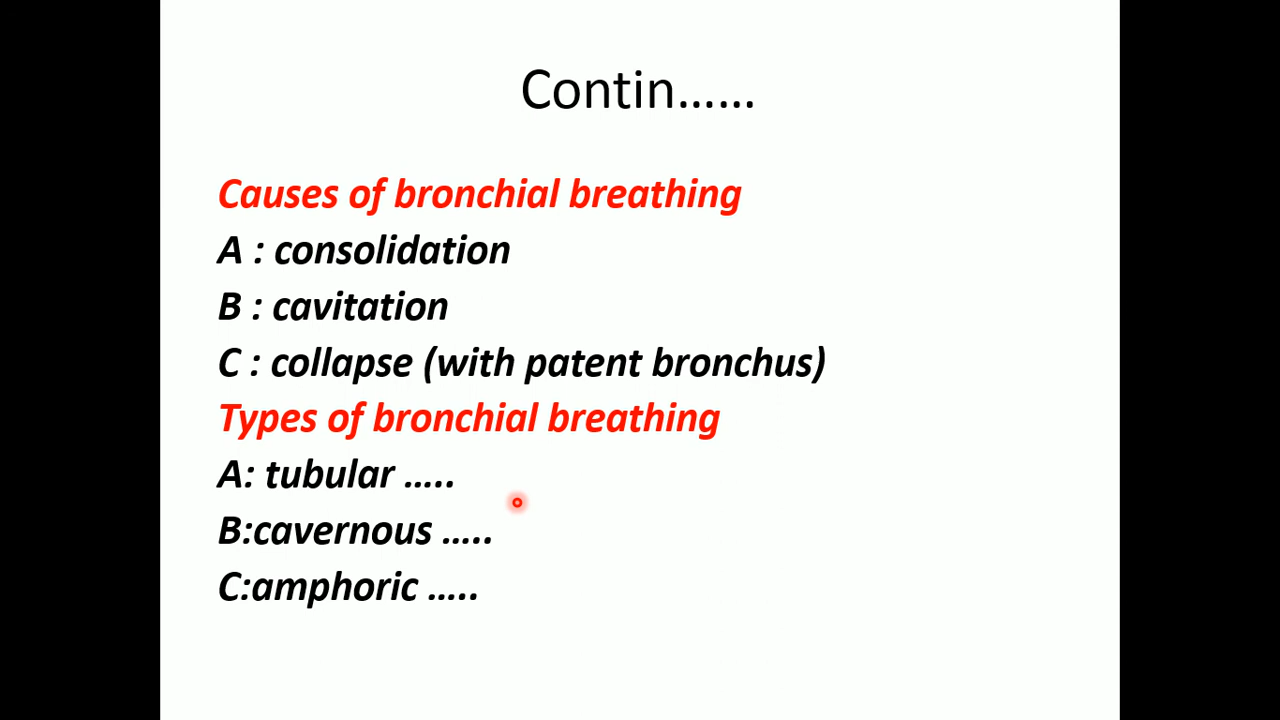 Contin......
Causes of bronchial breathing
A : consolidation
B : cavitation
C : collapse (with patent bronchus)
Types of bronchial breathing
A: tubular .....
B:cavernous .....
C:amphoric .....